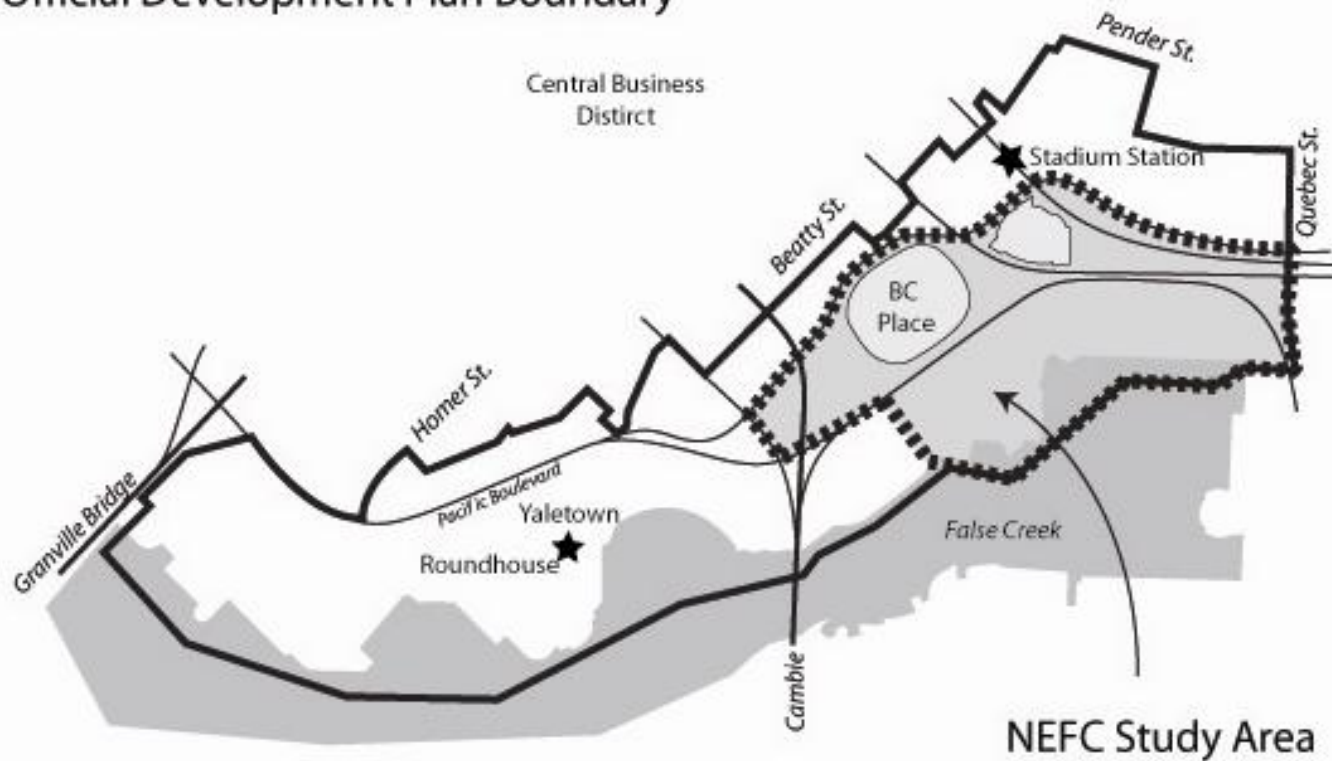 Official Development Plan Boundary
Pender St.
Central Business
Distirct
Stadium Station
Quebec St.
Beatty St.
BC
Place
Homer St.
Pacific Boulevard
Granville Bridge
Yaletown
Roundhouse
False Creek
Cambie
NEFC Study Area